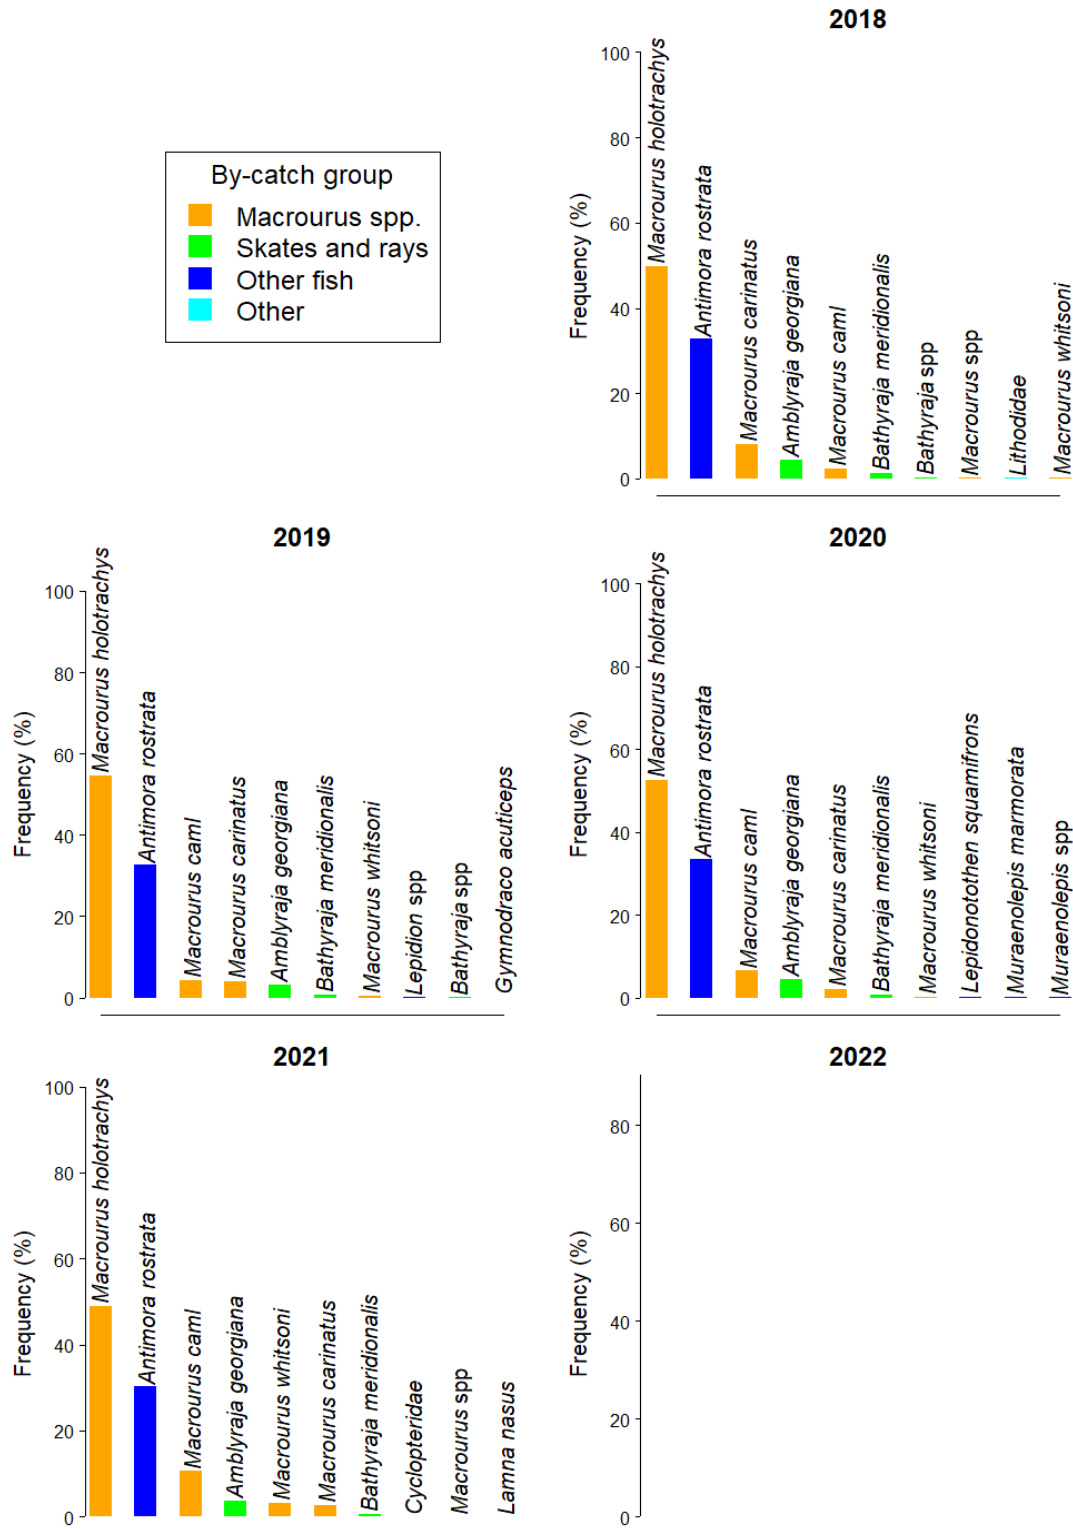 2018
By-catch group
Macrourus spp.
Skates and rays
Other fish
Other
Frequency (%)
100
80
60
40
20
0
Macrourus holotrachys
Antimora rostrata
Macrourus carinatus
Amblyraja georgiana
Macrourus caml
Bathyraja meridionalis
Bathyraja spp
Macrourus spp
Lithodidae
Macrourus whitsoni
2019
Frequency (%)
100
80
60
40
20
0
Macrourus holotrachys
Antimora rostrata
Macrourus caml
Macrourus carinatus
Amblyraja georgiana
Bathyraja meridionalis
Macrourus whitsoni
Lepidion spp
Bathyraja spp
Gymnodraco acuticeps
2020
Frequency (%)
100
80
60
40
20
0
Macrourus holotrachys
Antimora rostrata
Macrourus caml
Amblyraja georgiana
Macrourus carinatus
Bathyraja meridionalis
Macrourus whitsoni
Lepidonotothen squamifrons
Muraenolepis marmorata
Muraenolepis spp
2021
Frequency (%)
100
80
60
40
20
0
Macrourus holotrachys
Antimora rostrata
Macrourus caml
Amblyraja georgiana
Macrourus whitsoni
Macrourus carinatus
Bathyraja meridionalis
Cyclopteridae
Macrourus spp
Lamna nasus
2022
Frequency (%)
80
60
40
20
0